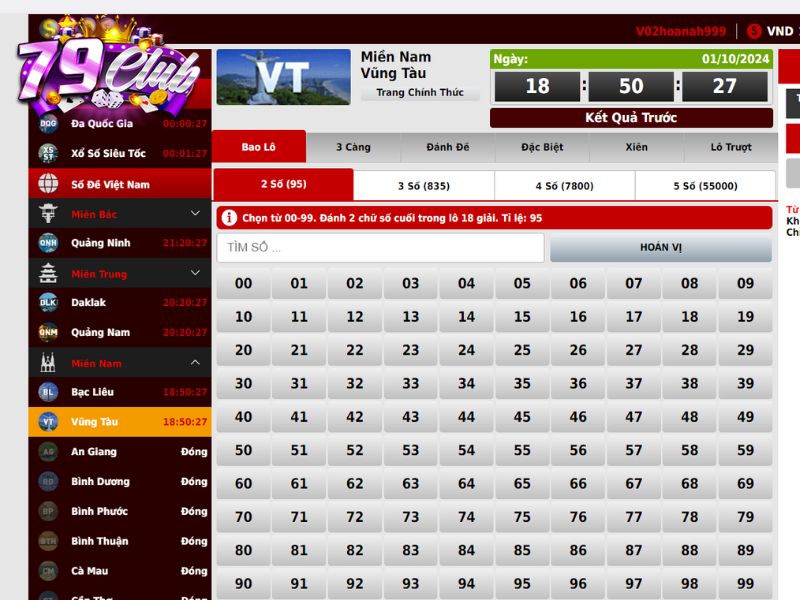 79 Club
V02hoanah999
$ VND
ĐQG Đa Quốc Gia 00:00:27
XS ST Xổ Số Siêu Tốc 00:01:27
Số Đề Việt Nam
Miền Bắc
QNH Quảng Ninh 21:20:27
Miền Trung
DLK Daklak 20:20:27
QNM Quảng Nam 20:20:27
Miền Nam
BL Bạc Liêu 18:50:27
VT Vũng Tàu 18:50:27
AG An Giang Đóng
BD Bình Dương Đóng
BP Bình Phước Đóng
BTH Bình Thuận Đóng
CM Cà Mau Đóng
Cần Thơ Đóng
VT
Miền Nam
Vũng Tàu
Trang Chính Thức
Ngày: 01/10/2024
18 : 50 : 27
Kết Quả Trước
Bao Lô 3 Càng Đánh Đề Đặc Biệt Xiên Lô Trượt
2 Số (95) 3 Số (835) 4 Số (7800) 5 Số (55000)
Chọn từ 00-99. Đánh 2 chữ số cuối trong lô 18 giải. Tỉ lệ: 95
TÌM SỐ ... HOÁN VỊ
00 01 02 03 04 05 06 07 08 09
10 11 12 13 14 15 16 17 18 19
20 21 22 23 24 25 26 27 28 29
30 31 32 33 34 35 36 37 38 39
40 41 42 43 44 45 46 47 48 49
50 51 52 53 54 55 56 57 58 59
60 61 62 63 64 65 66 67 68 69
70 71 72 73 74 75 76 77 78 79
80 81 82 83 84 85 86 87 88 89
90 91 92 93 94 95 96 97 98 99
Từ
Kh
Chi